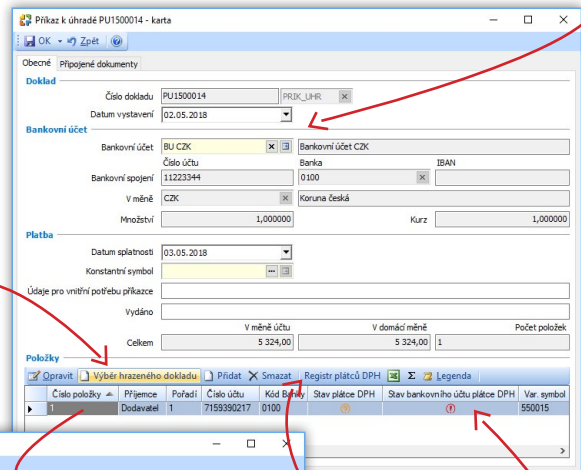 Příkaz k úhradě PU1500014 - karta
OK Zpět
Obecné Připojené dokumenty
Doklad
Číslo dokladu PU1500014 PRIK_UHR
Datum vystavení 02.05.2018
Bankovní účet
Bankovní účet BU CZK Bankovní účet CZK
Číslo účtu Banka IBAN
Bankovní spojení 11223344 0100
V měně CZK Koruna česká
Množství 1,000000 Kurz 1,000000
Platba
Datum splatnosti 03.05.2018
Konstantní symbol
Údaje pro vnitřní potřebu příkazce
Vydáno
V měně účtu V domácí měně Počet položek
Celkem 5 324,00 5 324,00 1
Položky
Opravit Výběr hrazeného dokladu Přidat Smazat Registr plátců DPH Σ Legenda
Číslo položky Příjemce Pořadí Číslo účtu Kód Banky Stav plátce DPH Stav bankovního účtu plátce DPH Var. symbol
1 Dodavatel 1 7159390217 0100 550015